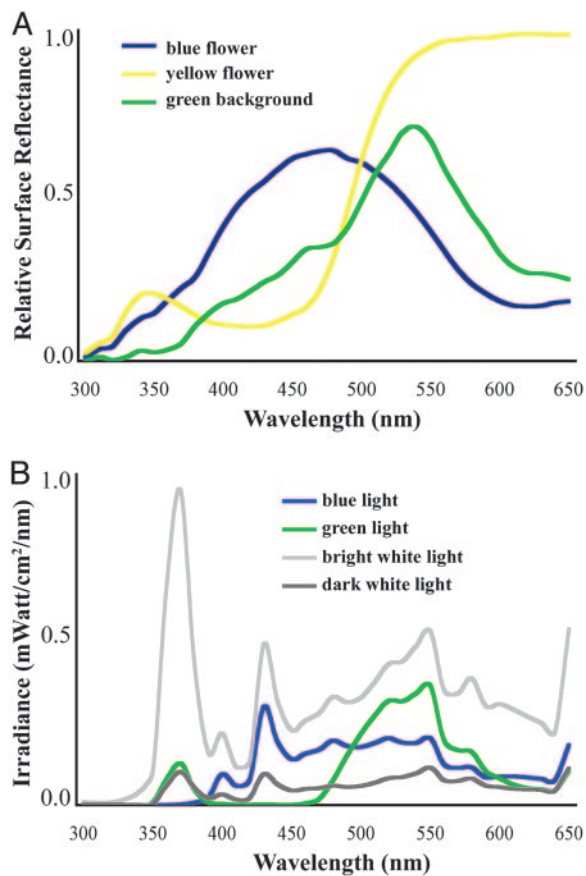 A
1.0
blue flower
yellow flower
green background
0.5
0.0
Relative Surface Reflectance
300 350 400 450 500 550 600 650
Wavelength (nm)
B
1.0
blue light
green light
bright white light
dark white light
0.5
0.0
Irradiance (mWatt/cm²/nm)
300 350 400 450 500 550 600 650
Wavelength (nm)